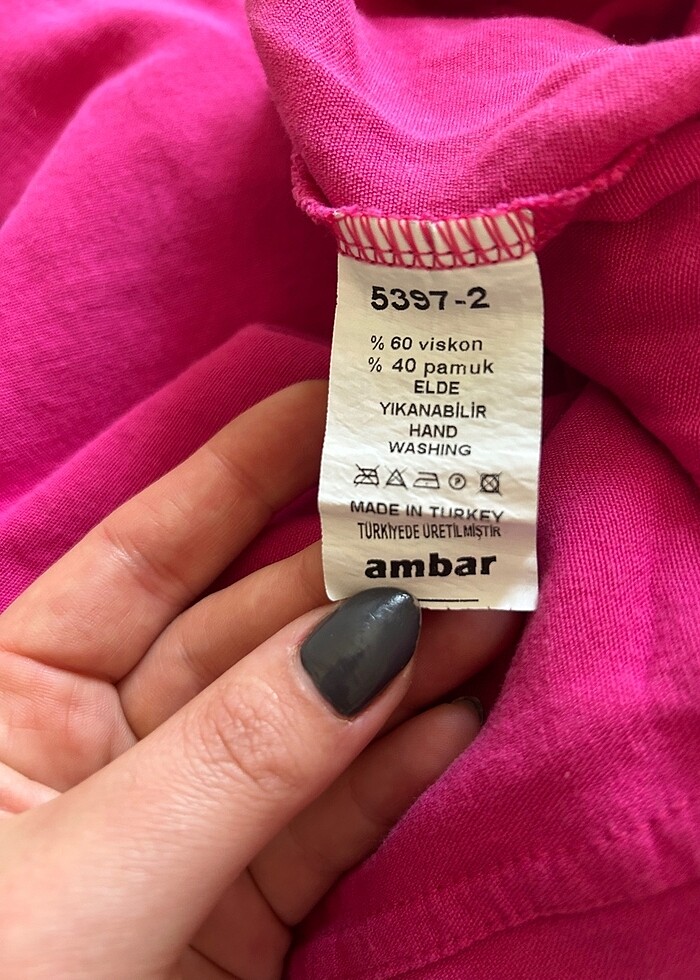 5397-2
% 60 viskon
% 40 pamuk
ELDE
YIKANABİLİR
HAND
WASHING
MADE IN TURKEY
TÜRKİYEDE ÜRETİLMİŞTİR
ambar